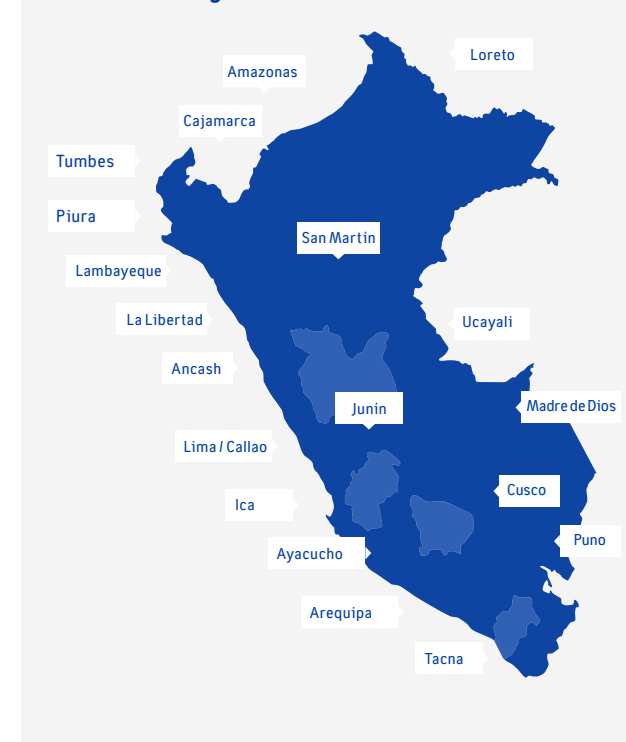 Loreto
Amazonas
Cajamarca
Tumbes
Piura
San Martín
Lambayeque
La Libertad
Ucayali
Ancash
Junín
Madre de Dios
Lima / Callao
Cusco
Ica
Puno
Ayacucho
Arequipa
Tacna